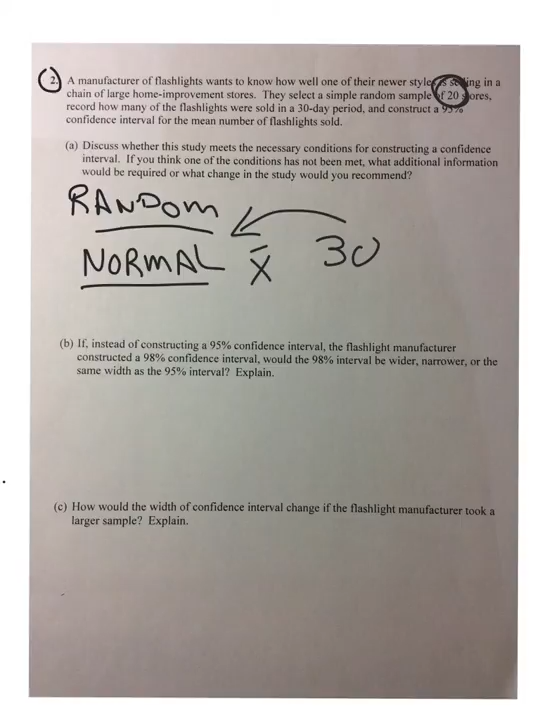 2. A manufacturer of flashlights wants to know how well one of their newer styles is selling in a
chain of large home-improvement stores. They select a simple random sample of 20 stores,
record how many of the flashlights were sold in a 30-day period, and construct a 95%
confidence interval for the mean number of flashlights sold.
(a) Discuss whether this study meets the necessary conditions for constructing a confidence
interval. If you think one of the conditions has not been met, what additional information
would be required or what change in the study would you recommend?
RANDOM
NORMAL x̄ 30
(b) If, instead of constructing a 95% confidence interval, the flashlight manufacturer
constructed a 98% confidence interval, would the 98% interval be wider, narrower, or the
same width as the 95% interval? Explain.
(c) How would the width of confidence interval change if the flashlight manufacturer took a
larger sample? Explain.